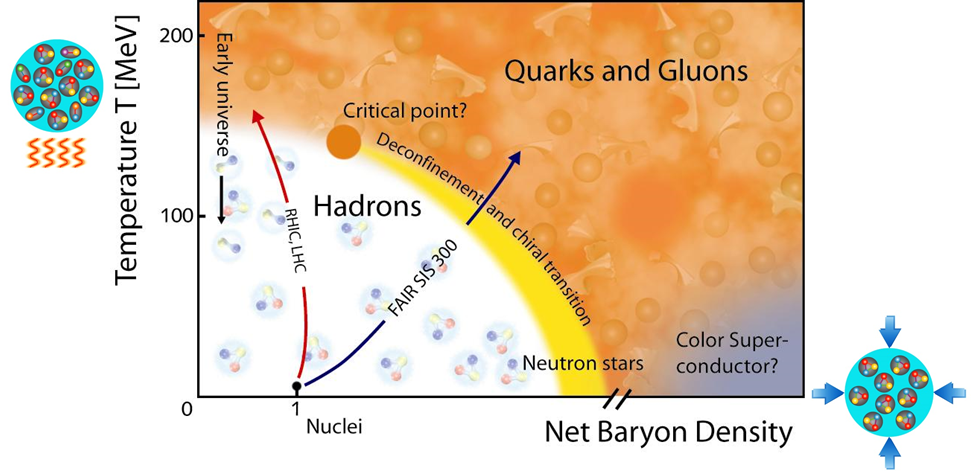 Temperature T [MeV]
200
100
0
Early universe
Critical point?
Quarks and Gluons
Deconfinement and chiral transition
Hadrons
RHIC, LHC
FAIR SIS 300
Color Super-
conductor?
Neutron stars
1
Nuclei
Net Baryon Density